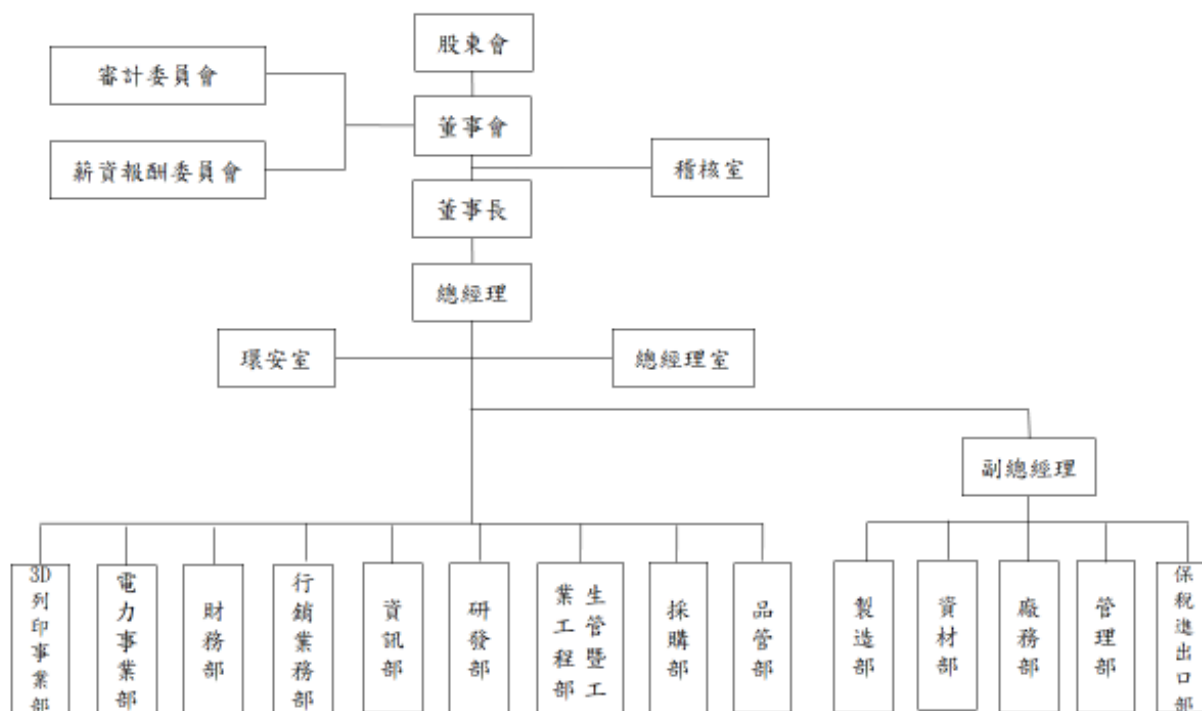 股東會
審計委員會
董事會
薪資報酬委員會
稽核室
董事長
總經理
環安室
總經理室
副總經理
3D列印事業部
電力事業部
財務部
行銷業務部
資訊部
研發部
生管暨工
業工程部
採購部
品管部
製造部
資材部
廠務部
管理部
保稅進出口部